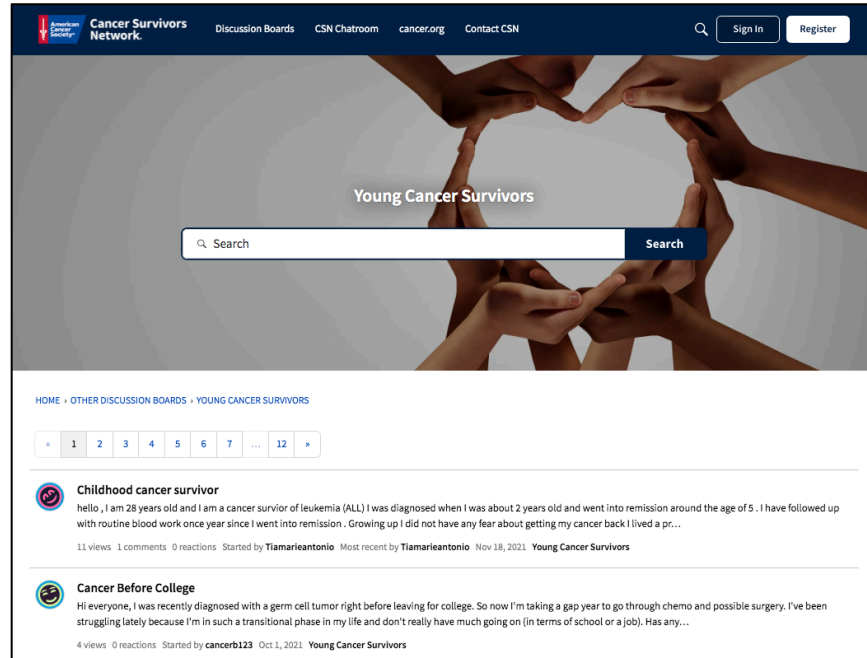 American Cancer Society®
Cancer Survivors Network.
Discussion Boards
CSN Chatroom
cancer.org
Contact CSN
Sign In
Register
Young Cancer Survivors
Search
Search
HOME › OTHER DISCUSSION BOARDS › YOUNG CANCER SURVIVORS
« 1 2 3 4 5 6 7 … 12 »
Childhood cancer survivor
hello , I am 28 years old and I am a cancer survior of leukemia (ALL) I was diagnosed when I was about 2 years old and went into remission around the age of 5 . I have followed up
with routine blood work once year since I went into remission . Growing up I did not have any fear about getting my cancer back I lived a pr…
11 views 1 comments 0 reactions Started by Tiamarieantonio Most recent by Tiamarieantonio Nov 18, 2021 Young Cancer Survivors
Cancer Before College
Hi everyone, I was recently diagnosed with a germ cell tumor right before leaving for college. So now I'm taking a gap year to go through chemo and possible surgery. I've been
struggling lately because I'm in such a transitional phase in my life and don't really have much going on (in terms of school or a job). Has any…
4 views 0 reactions Started by cancerb123 Oct 1, 2021 Young Cancer Survivors